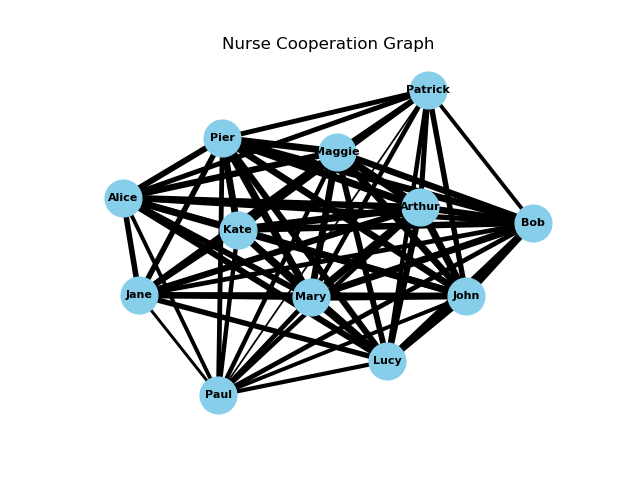 Nurse Cooperation Graph
Patrick
Pier
Maggie
Alice
Arthur
Bob
Kate
Jane
Mary
John
Lucy
Paul